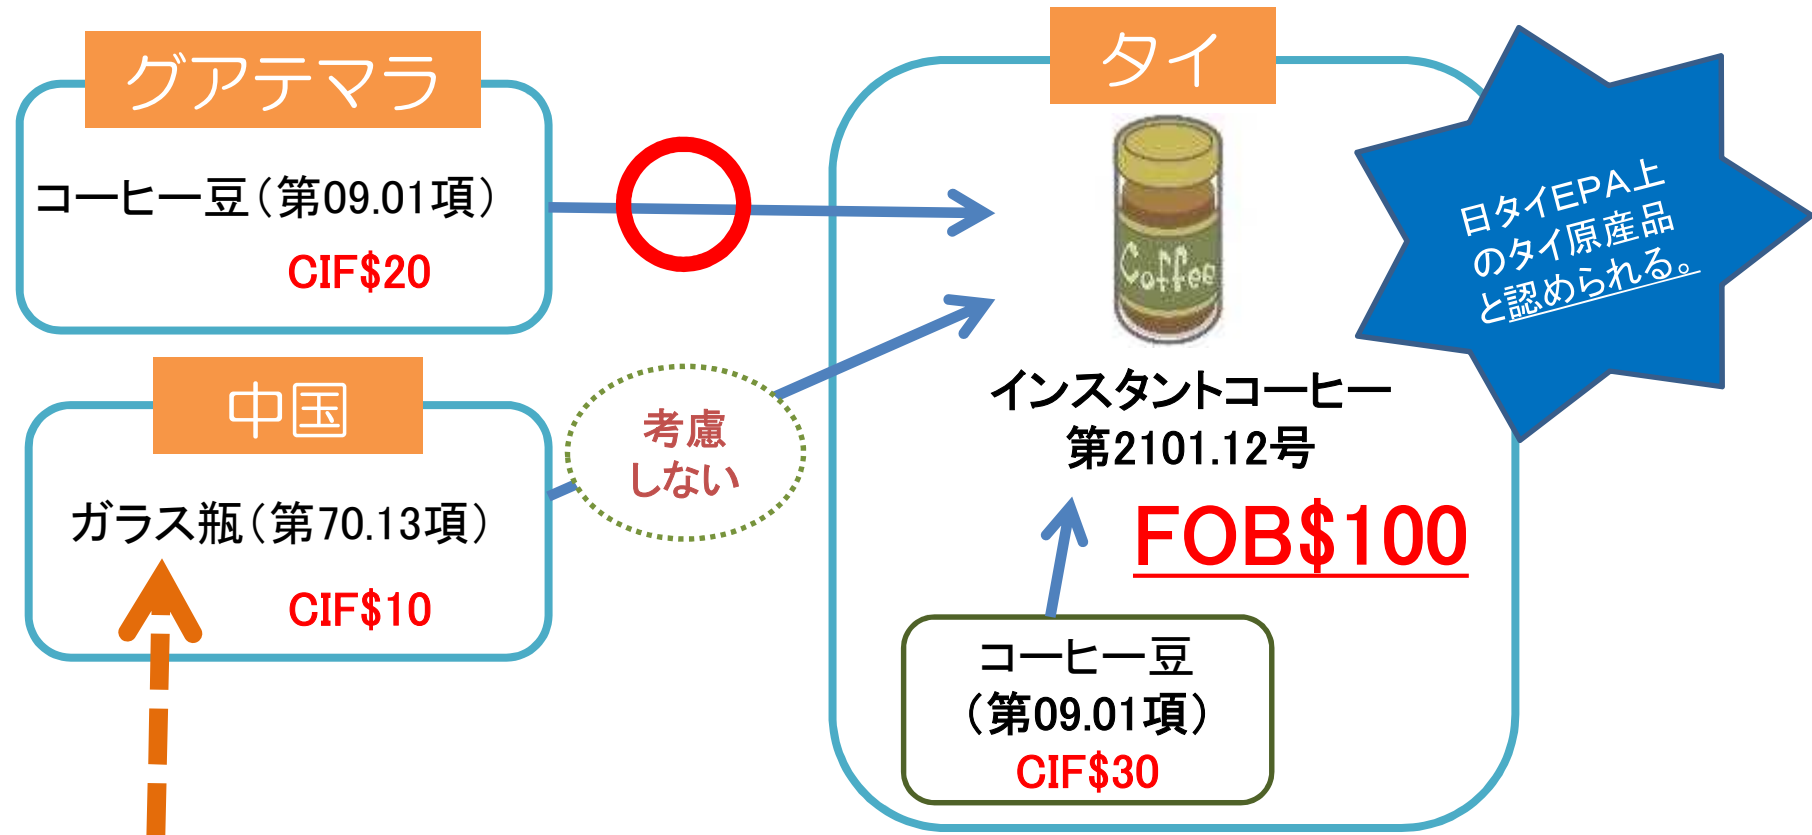 グアテマラ
コーヒー豆（第09.01項）
CIF$20
中国
ガラス瓶（第70.13項）
CIF$10
考慮
しない
タイ
Coffee
インスタントコーヒー
第2101.12号
FOB$100
コーヒー豆
（第09.01項）
CIF$30
日タイEPA上
のタイ原産品
と認められる。